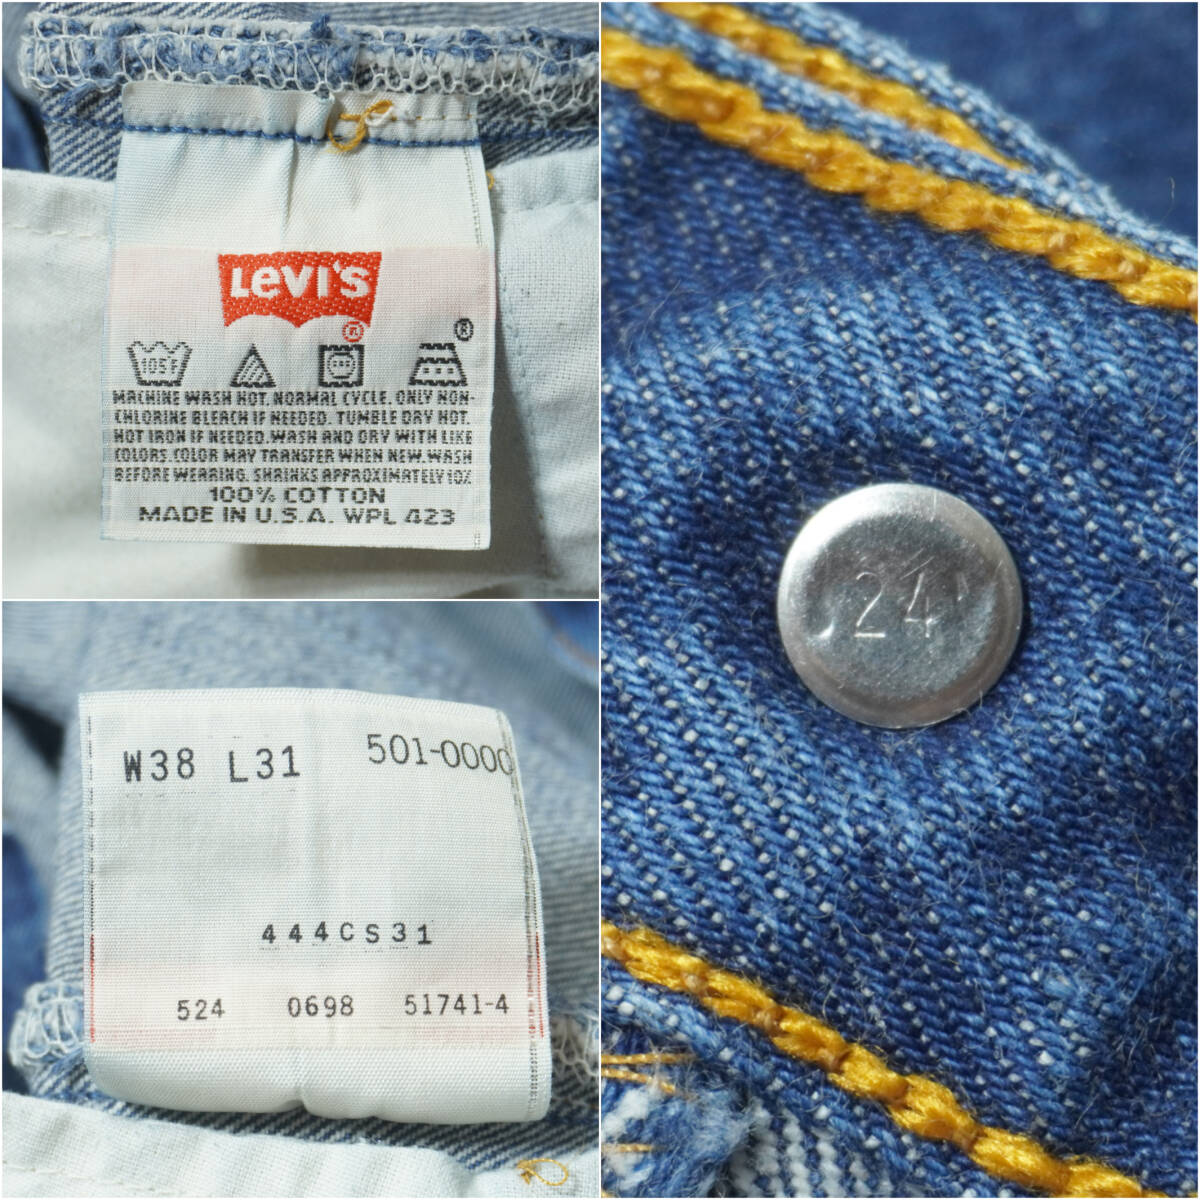 LEVI'S
®
®
105°F
MACHINE WASH HOT, NORMAL CYCLE. ONLY NON-
CHLORINE BLEACH IF NEEDED. TUMBLE DRY HOT.
HOT IRON IF NEEDED. WASH AND DRY WITH LIKE
COLORS. COLOR MAY TRANSFER WHEN NEW. WASH
BEFORE WEARING. SHRINKS APPROXIMATELY 10%
100% COTTON
MADE IN U.S.A. WPL 423
W38 L31 501-0000
444CS31
524 0698 51741-4
524